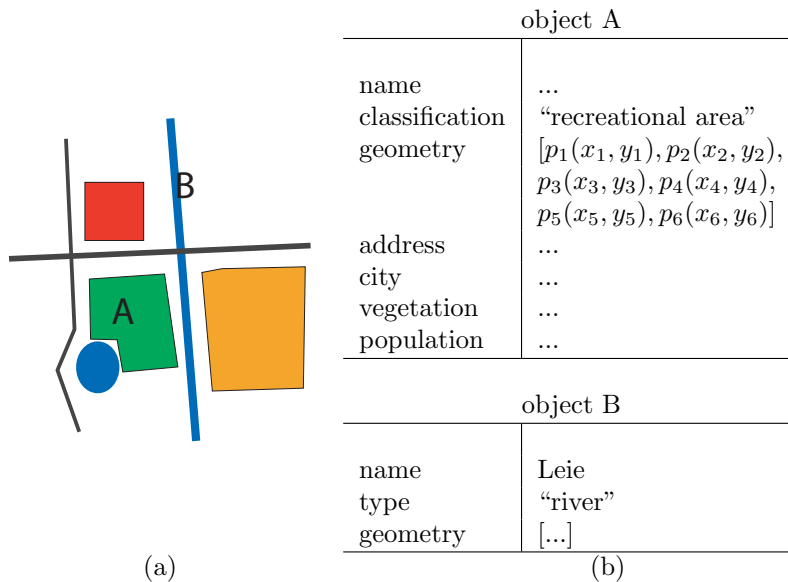 B
A
(a)
object A
name ...
classification “recreational area”
geometry [p₁(x₁, y₁), p₂(x₂, y₂),
p₃(x₃, y₃), p₄(x₄, y₄),
p₅(x₅, y₅), p₆(x₆, y₆)]
address ...
city ...
vegetation ...
population ...
object B
name Leie
type “river”
geometry [...]
(b)